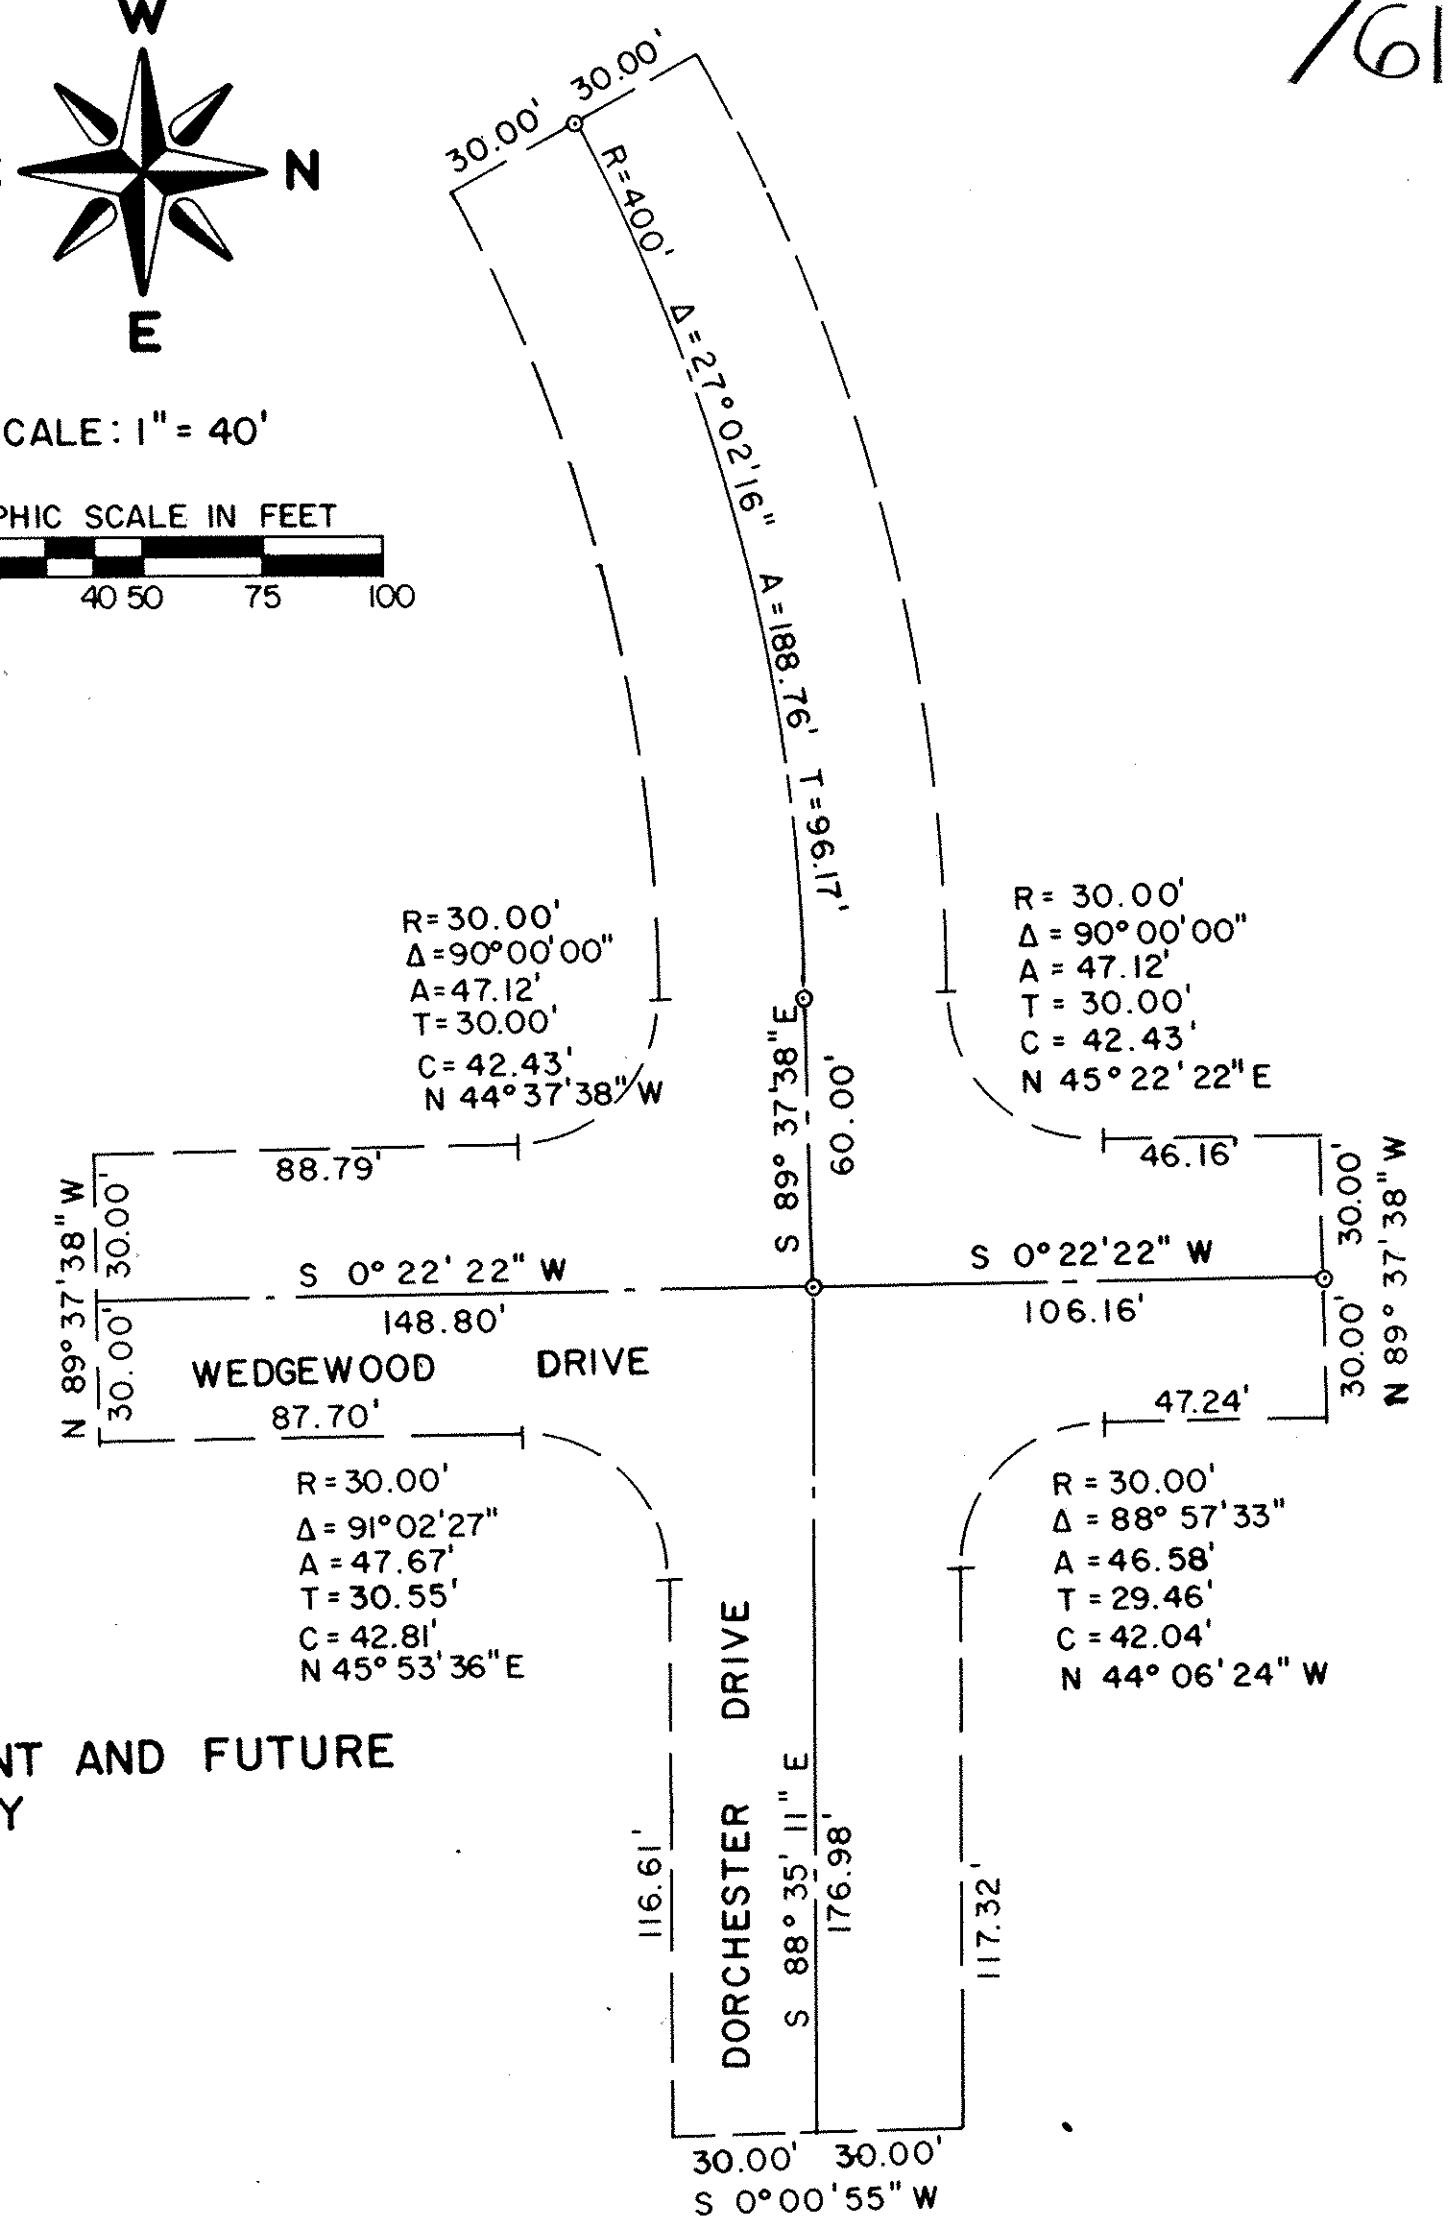 W
161
N
E
30.00'
30.00'
R=400' Δ=27°02'16" A=188.76' T=96.17'
CALE: 1" = 40'
PHIC SCALE IN FEET
40 50 75 100
R=30.00'
Δ=90°00'00"
A=47.12'
T=30.00'
C=42.43'
N 44°37'38" W
R= 30.00'
Δ = 90°00'00"
A = 47.12'
T = 30.00'
C = 42.43'
N 45°22'22" E
S 89°37'38" E
60.00'
88.79'
46.16'
N 89°37'38" W
30.00'
30.00'
S 0°22'22" W
148.80'
S 0°22'22" W
106.16'
30.00'
30.00'
N 89°37'38" W
WEDGEWOOD DRIVE
87.70'
47.24'
R=30.00'
Δ = 91°02'27"
A = 47.67'
T = 30.55'
C = 42.81'
N 45°53'36" E
R = 30.00'
Δ = 88°57'33"
A = 46.58'
T = 29.46'
C = 42.04'
N 44°06'24" W
NT AND FUTURE
Y
116.61'
DORCHESTER DRIVE
S 88°35'11" E
176.98'
117.32'
30.00' 30.00'
S 0°00'55" W